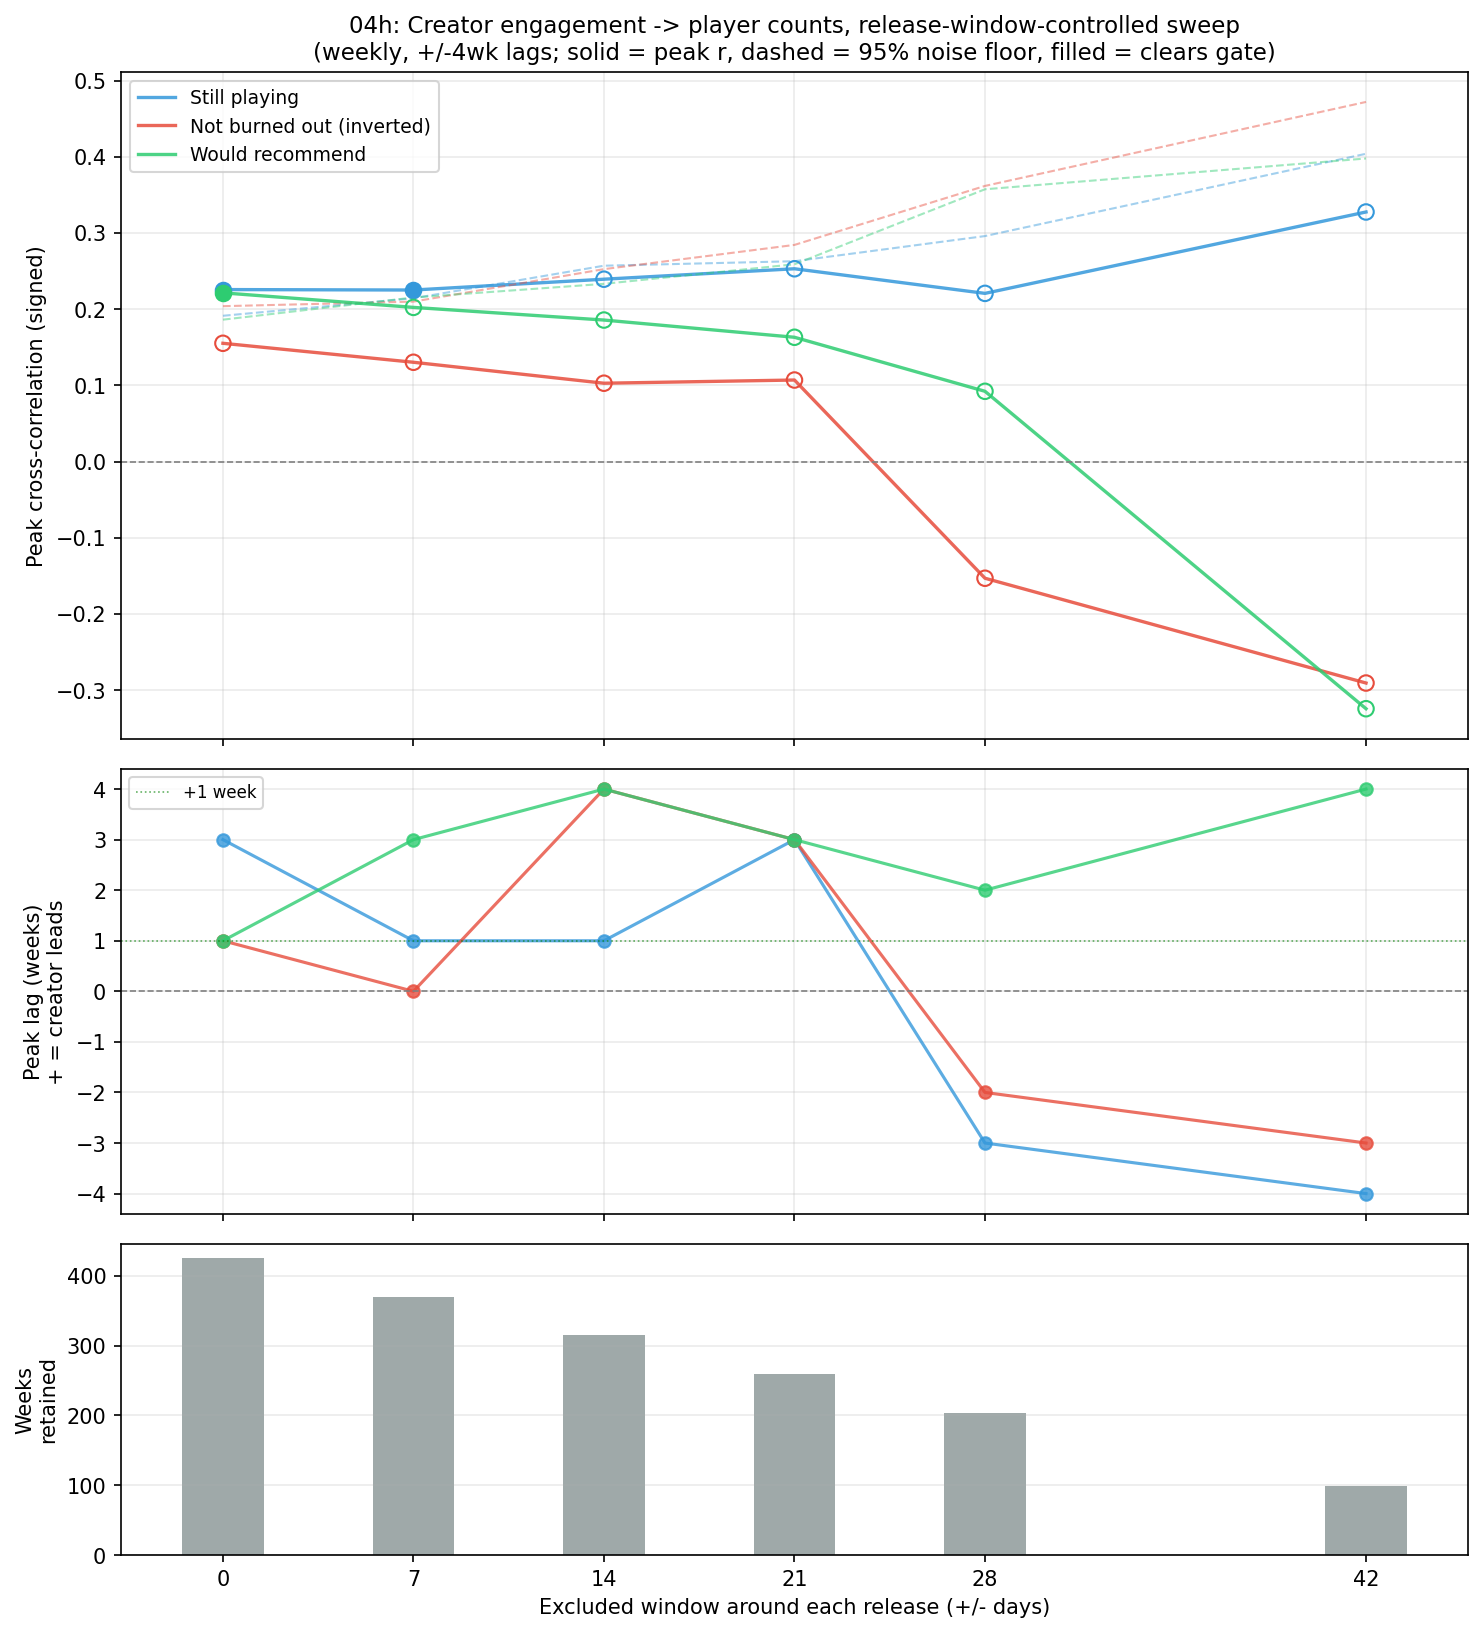 04h: Creator engagement -> player counts, release-window-controlled sweep
(weekly, +/-4wk lags; solid = peak r, dashed = 95% noise floor, filled = clears gate)
Peak cross-correlation (signed)
0.5
0.4
0.3
0.2
0.1
0.0
−0.1
−0.2
−0.3
Still playing
Not burned out (inverted)
Would recommend
Peak lag (weeks)
+ = creator leads
4
3
2
1
0
−1
−2
−3
−4
+1 week
Weeks
retained
400
300
200
100
0
0 7 14 21 28 42
Excluded window around each release (+/- days)